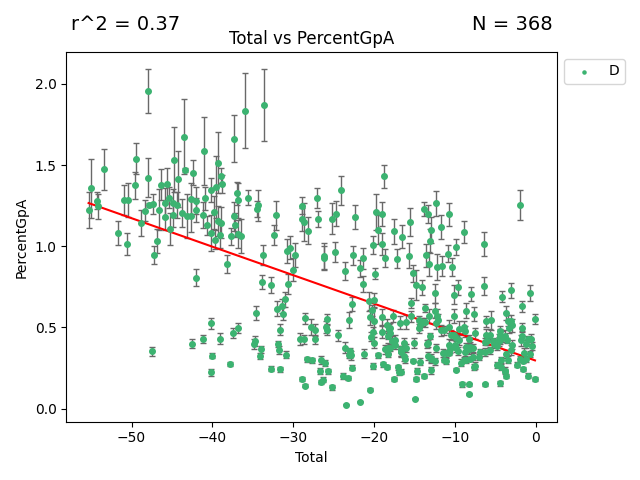 r^2 = 0.37
N = 368
Total vs PercentGpA
D
PercentGpA
2.0
1.5
1.0
0.5
0.0
−50
−40
−30
−20
−10
0
Total